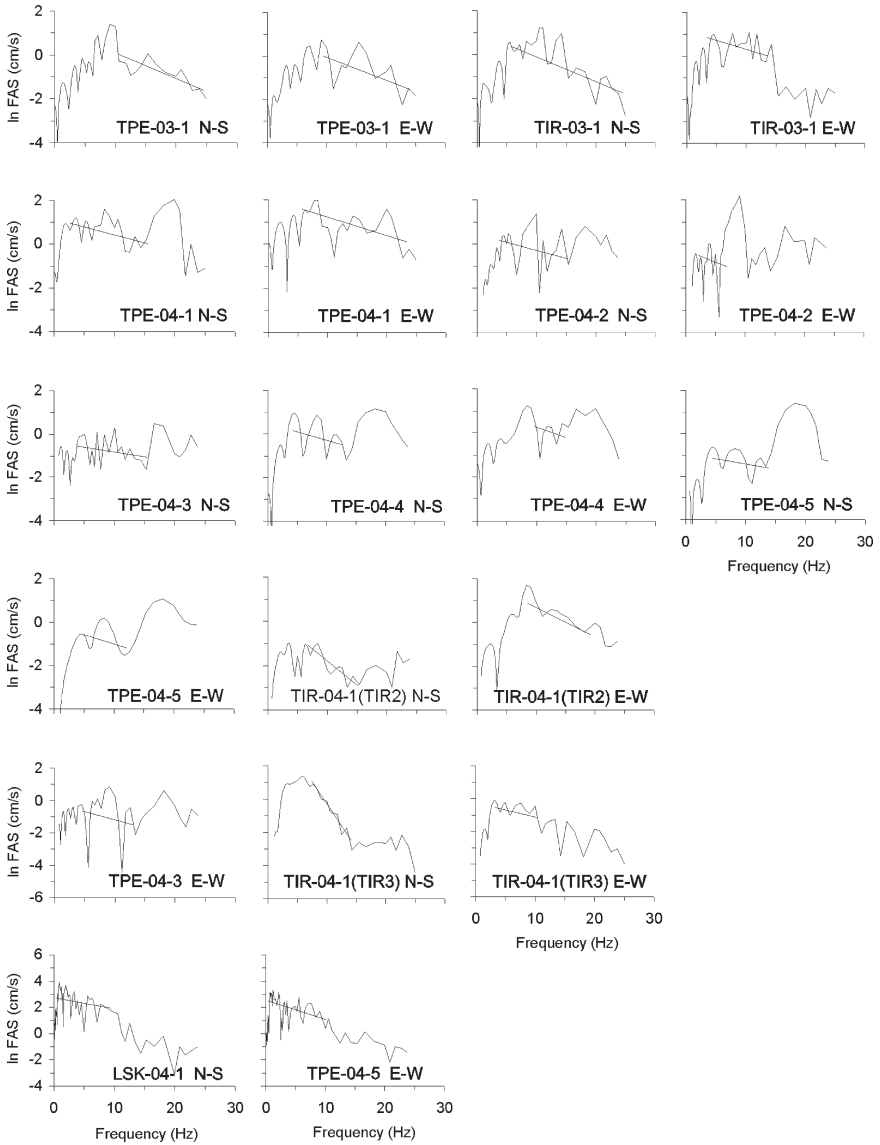 2
0
-2
-4
ln FAS (cm/s)
TPE-03-1 N-S
TPE-03-1 E-W
TIR-03-1 N-S
TIR-03-1 E-W
2
0
-2
-4
ln FAS (cm/s)
TPE-04-1 N-S
TPE-04-1 E-W
TPE-04-2 N-S
TPE-04-2 E-W
2
0
-2
-4
ln FAS (cm/s)
TPE-04-3 N-S
TPE-04-4 N-S
TPE-04-4 E-W
TPE-04-5 N-S
0 10 20 30
Frequency (Hz)
2
0
-2
-4
ln FAS (cm/s)
TPE-04-5 E-W
TIR-04-1(TIR2) N-S
TIR-04-1(TIR2) E-W
2
0
-2
-4
-6
ln FAS (cm/s)
TPE-04-3 E-W
TIR-04-1(TIR3) N-S
TIR-04-1(TIR3) E-W
0 10 20 30
Frequency (Hz)
6
4
2
0
-2
-4
ln FAS (cm/s)
LSK-04-1 N-S
TPE-04-5 E-W
0 10 20 30
0 10 20 30
Frequency (Hz)
Frequency (Hz)